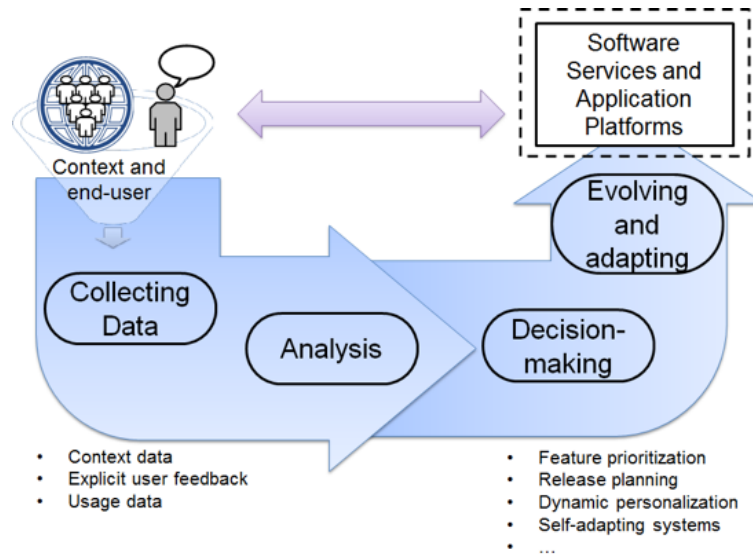 Context and
end-user
Software
Services and
Application
Platforms
Collecting
Data
Analysis
Decision-
making
Evolving
and
adapting
• Context data
• Explicit user feedback
• Usage data
• Feature prioritization
• Release planning
• Dynamic personalization
• Self-adapting systems
• ...